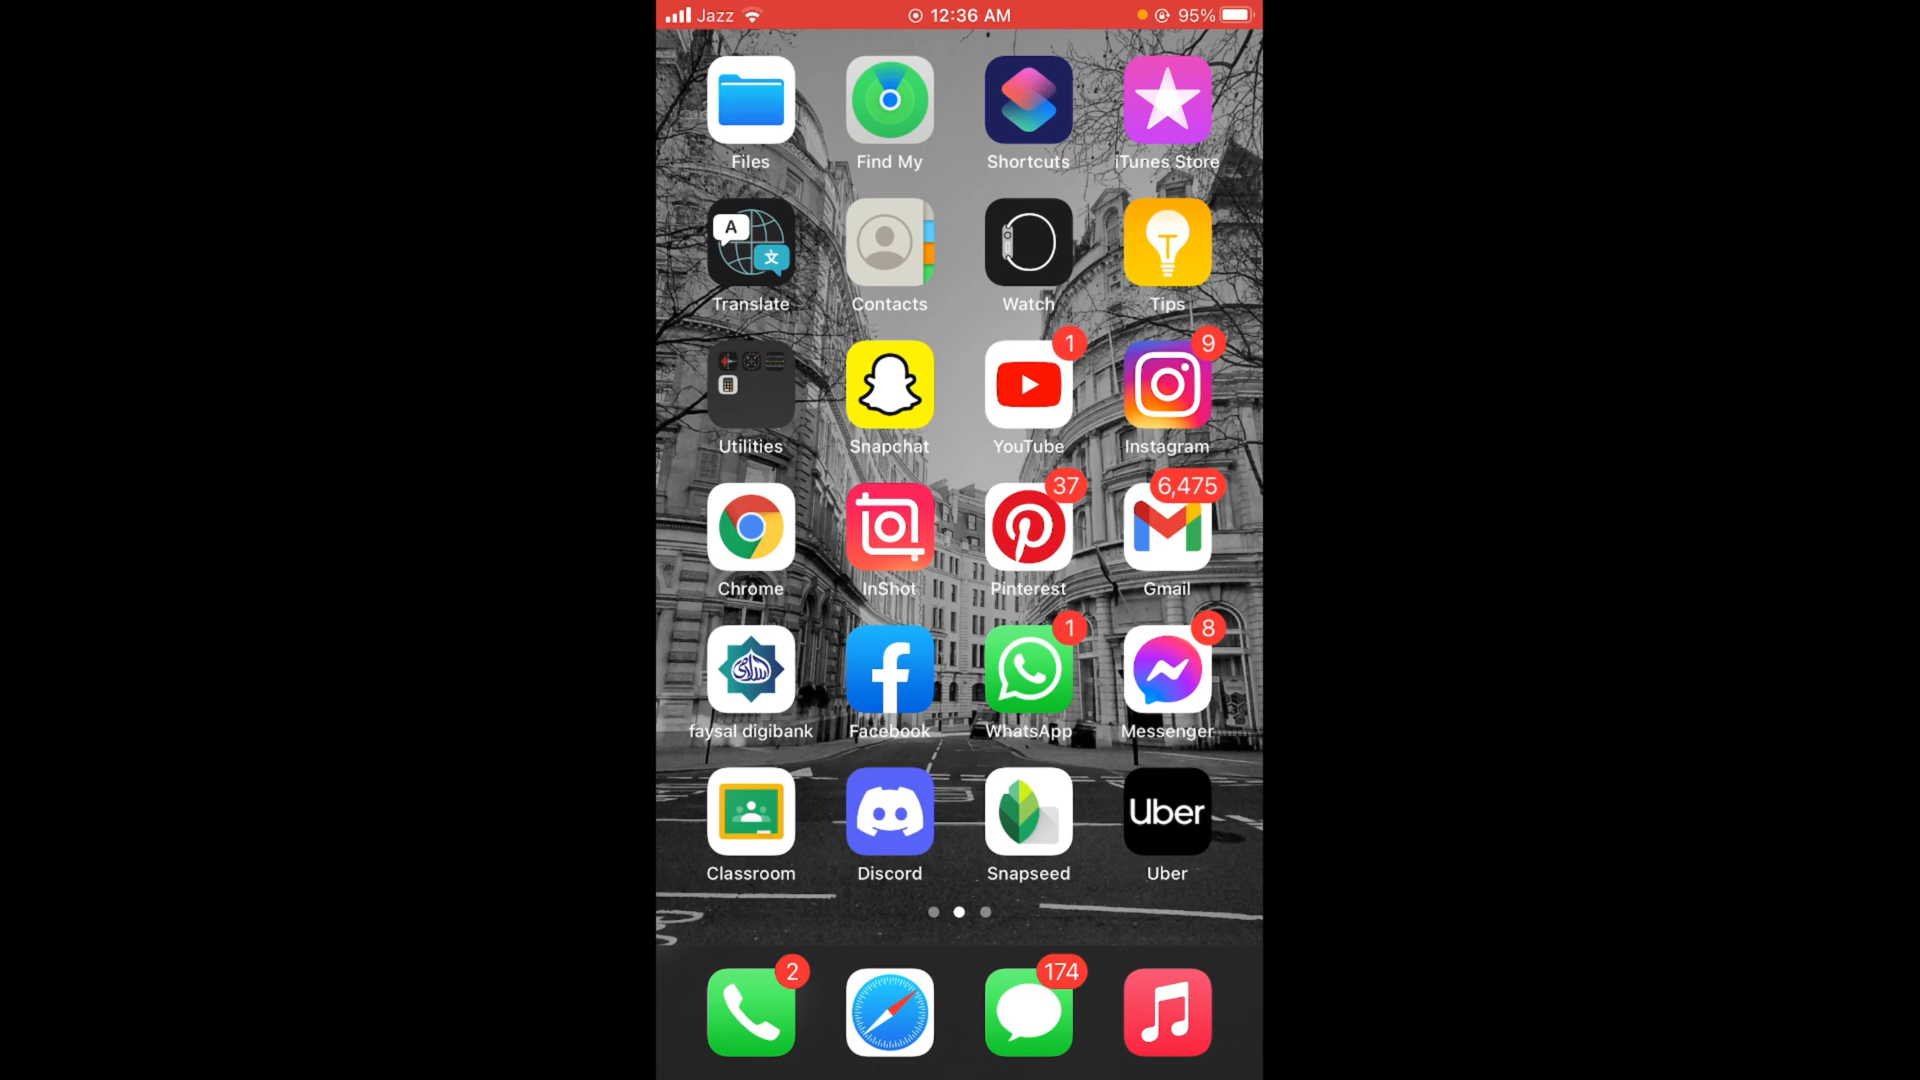 Jazz 12:36 AM 95%
Files Find My Shortcuts iTunes Store
A 文 T
Translate Contacts Watch Tips
1 9
Utilities Snapchat YouTube Instagram
37 6,475
Chrome InShot Pinterest Gmail
1 8
faysal digibank Facebook WhatsApp Messenger
Uber
Classroom Discord Snapseed Uber
2 174